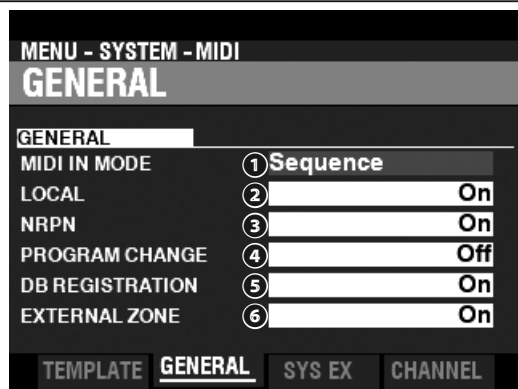 MENU - SYSTEM - MIDI
GENERAL
GENERAL
MIDI IN MODE ① Sequence
LOCAL ② On
NRPN ③ On
PROGRAM CHANGE ④ Off
DB REGISTRATION ⑤ On
EXTERNAL ZONE ⑥ On
TEMPLATE GENERAL SYS EX CHANNEL